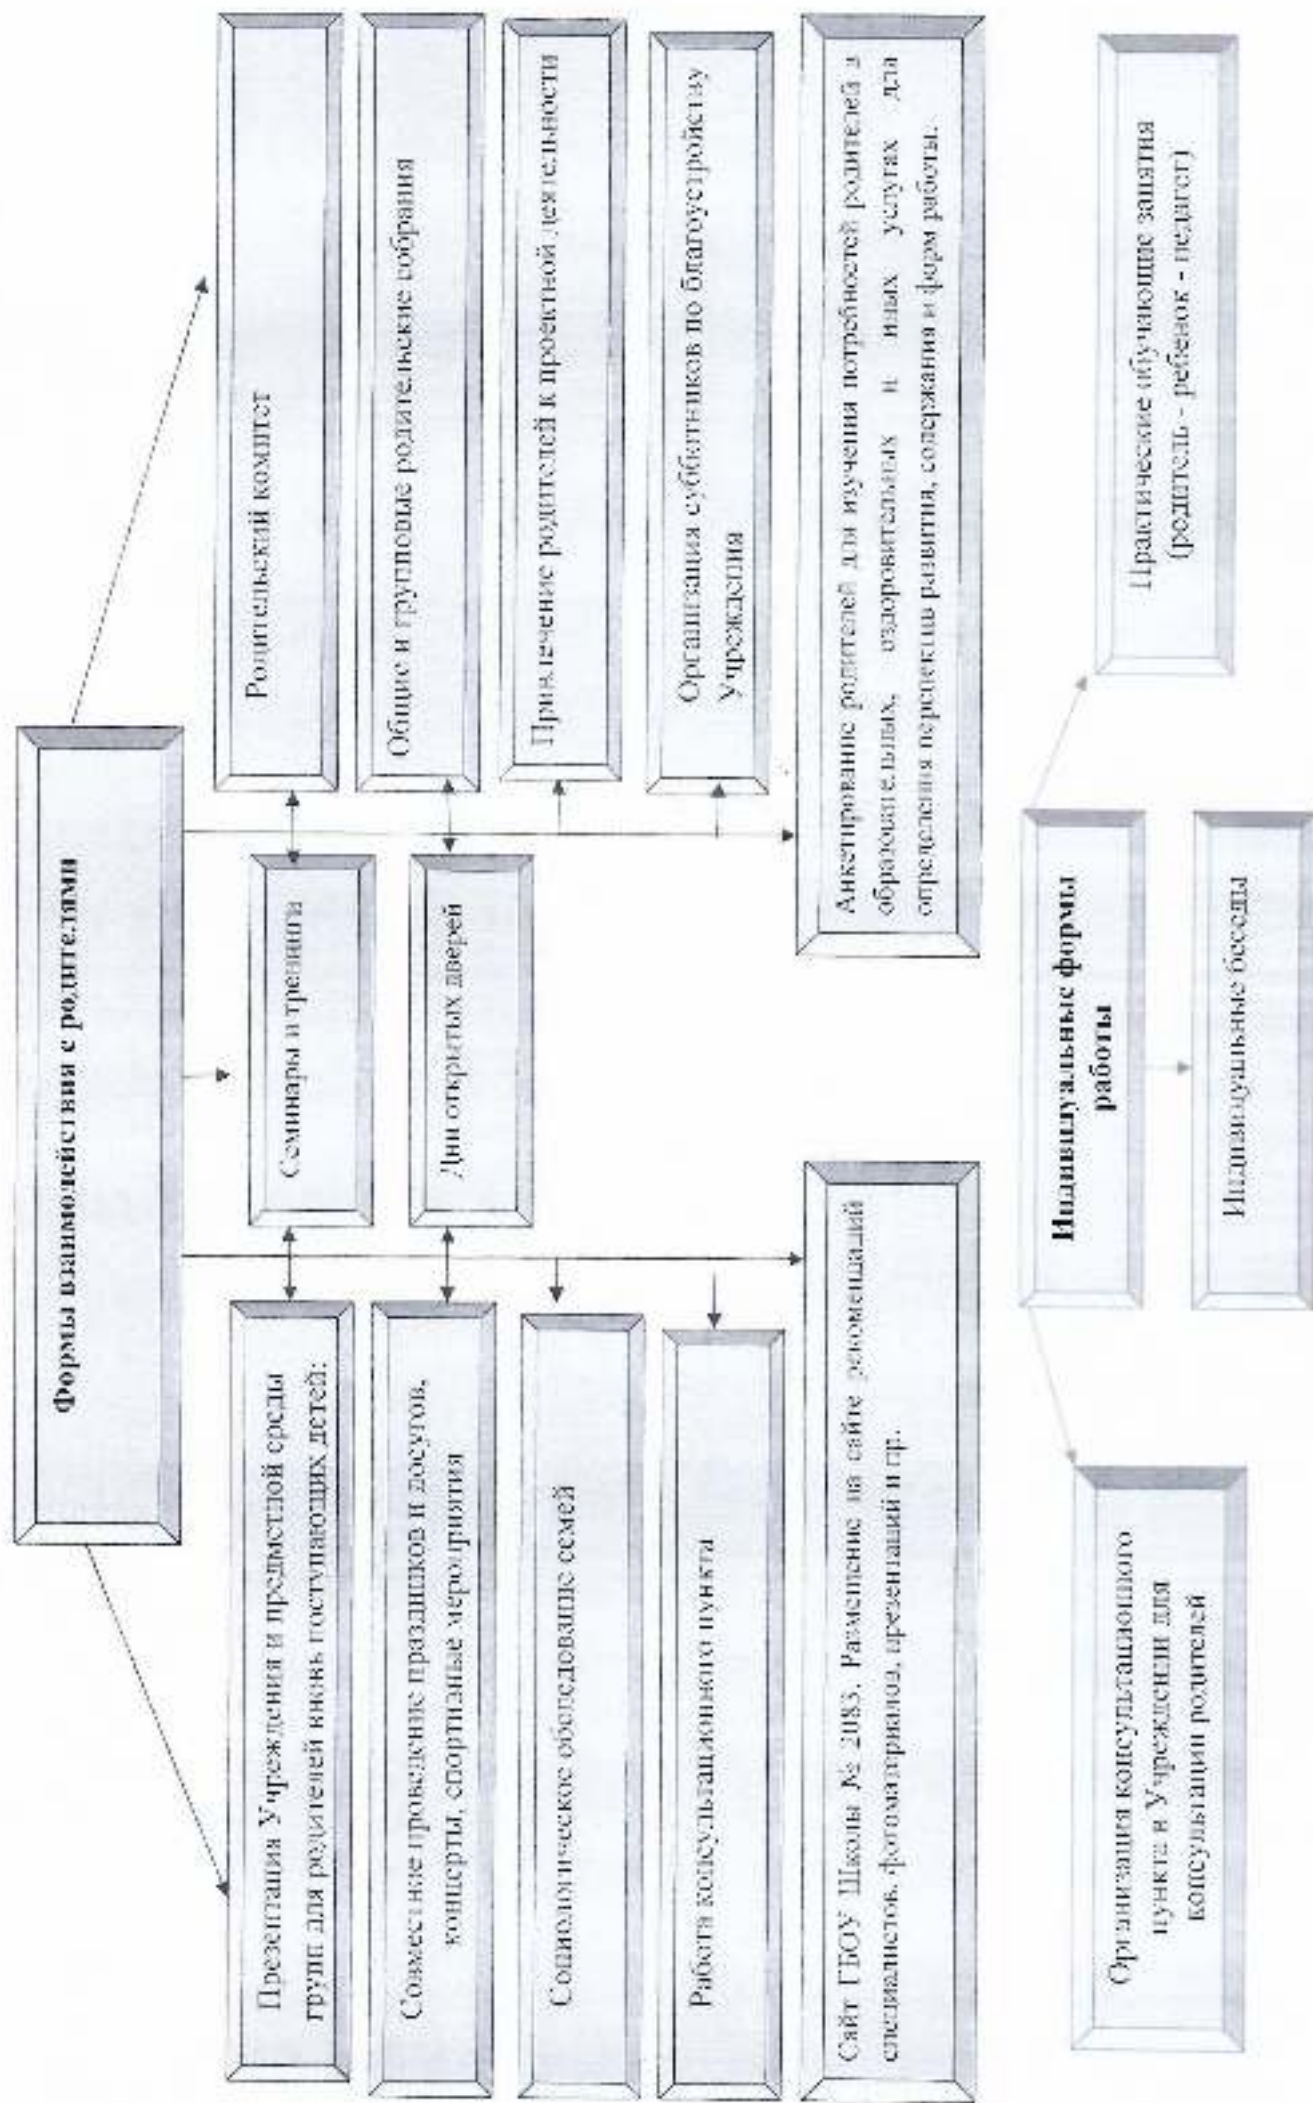 Формы взаимодействия с родителями
Презентация Учреждения и предметной среды
групп для родителей вновь поступающих детей:
Семинары и тренинги
Родительский комитет
Совместное проведение праздников и досугов,
концерты, спортивные мероприятия
Дни открытых дверей
Общие и групповые родительские собрания
Социологическое обследование семей
Привлечение родителей к проектной деятельности
Работа консультационного пункта
Организация субботников по благоустройству
Учреждения
Сайт ГБОУ Школы № 2083. Размещение на сайте рекомендаций
специалистов, фотоматериалов, презентаций и пр.
Анкетирование родителей для изучения потребностей родителей в
образовательных, оздоровительных и иных услугах для
определения перспектив развития, содержания и форм работы.
Индивидуальные формы
работы
Организация консультационного
пункта в Учреждении для
консультации родителей
Индивидуальные беседы
Практические обучающие занятия
(родитель - ребенок - педагог)